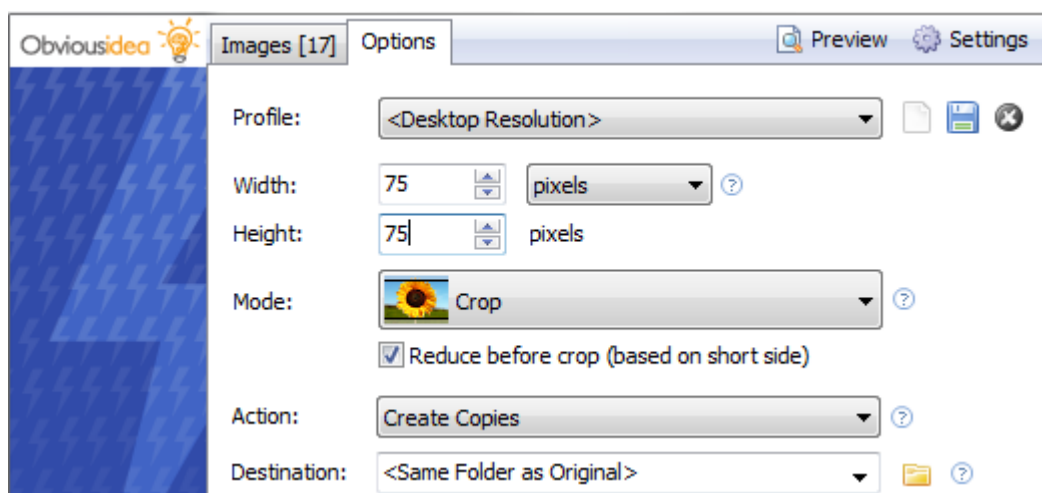 Obviousidea Images [17] Options Preview Settings
Profile: <Desktop Resolution>
Width: 75 pixels ?
Height: 75 pixels
Mode: Crop ?
Reduce before crop (based on short side)
Action: Create Copies ?
Destination: <Same Folder as Original> ?